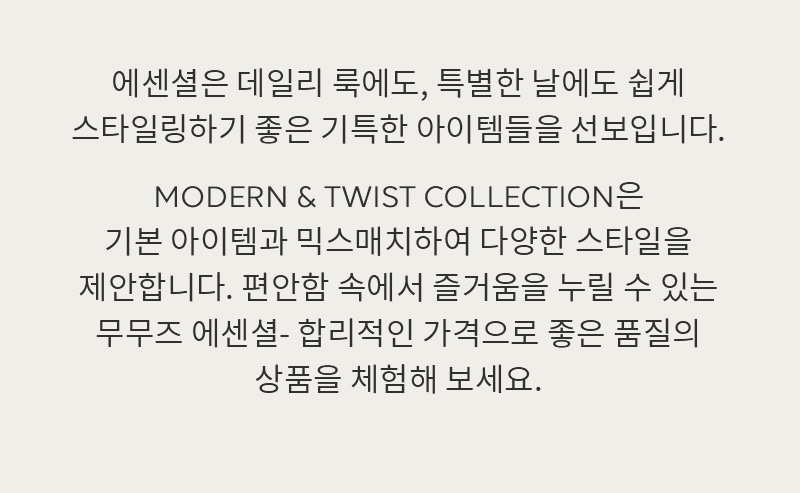 에센셜은 데일리 룩에도, 특별한 날에도 쉽게
스타일링하기 좋은 기특한 아이템들을 선보입니다.
MODERN & TWIST COLLECTION은
기본 아이템과 믹스매치하여 다양한 스타일을
제안합니다. 편안함 속에서 즐거움을 누릴 수 있는
무무즈 에센셜- 합리적인 가격으로 좋은 품질의
상품을 체험해 보세요.